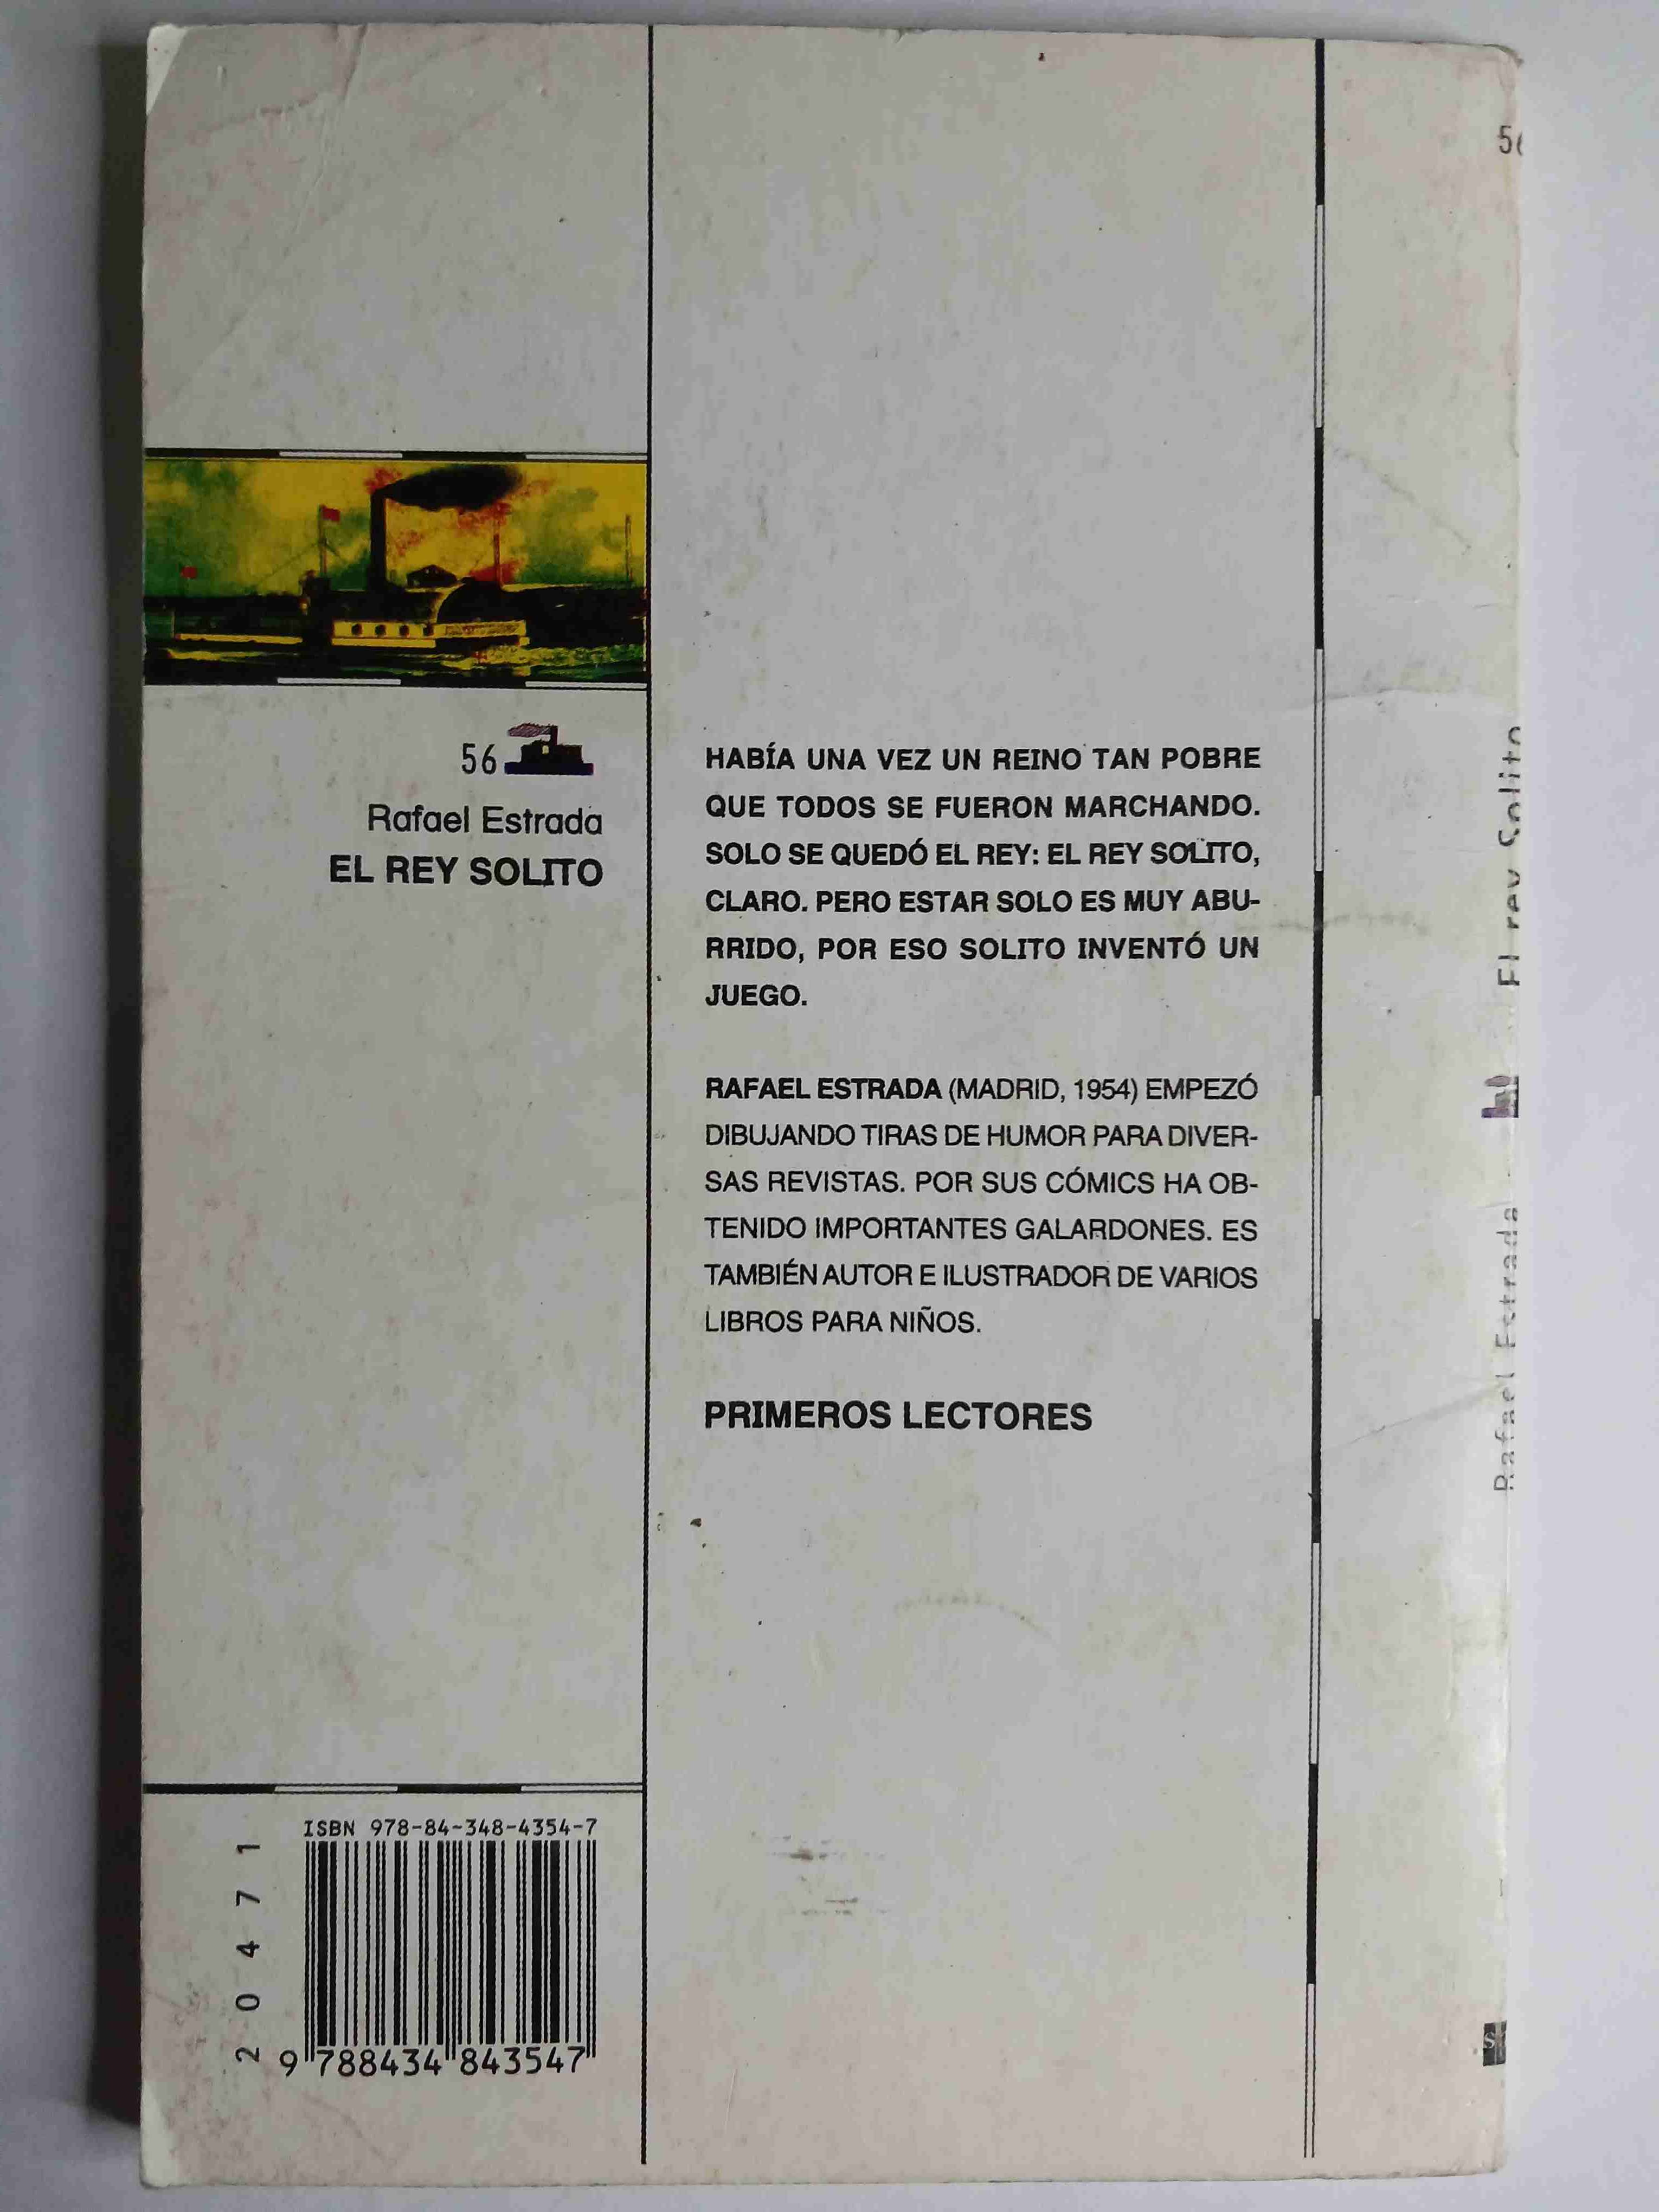 56
Rafael Estrada
EL REY SOLITO
HABÍA UNA VEZ UN REINO TAN POBRE
QUE TODOS SE FUERON MARCHANDO.
SOLO SE QUEDÓ EL REY: EL REY SOLITO,
CLARO. PERO ESTAR SOLO ES MUY ABU-
RRIDO, POR ESO SOLITO INVENTÓ UN
JUEGO.
RAFAEL ESTRADA (MADRID, 1954) EMPEZÓ
DIBUJANDO TIRAS DE HUMOR PARA DIVER-
SAS REVISTAS. POR SUS CÓMICS HA OB-
TENIDO IMPORTANTES GALARDONES. ES
TAMBIÉN AUTOR E ILUSTRADOR DE VARIOS
LIBROS PARA NIÑOS.
PRIMEROS LECTORES
ISBN 978-84-348-4354-7
9 788434 843547
20471
56
Rafael Estrada
El rey Solito